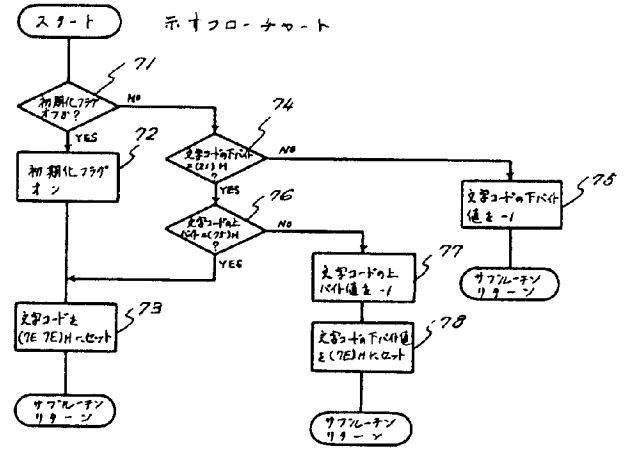 スタート
示すフローチャート
71
初期化フラグ
オフか?
NO
YES
72
初期化フラグ
オン
74
文字コードの下バイト
=(21)H
?
NO
YES
75
文字コードの下バイト
値を-1
サブルーチン
リターン
76
文字コードの上
バイト=(75)H
?
NO
YES
77
文字コードの上
バイト値を-1
78
文字コードの下バイト値
を(7E)Hにセット
サブルーチン
リターン
73
文字コードを
(7E 7E)Hにセット
サブルーチン
リターン